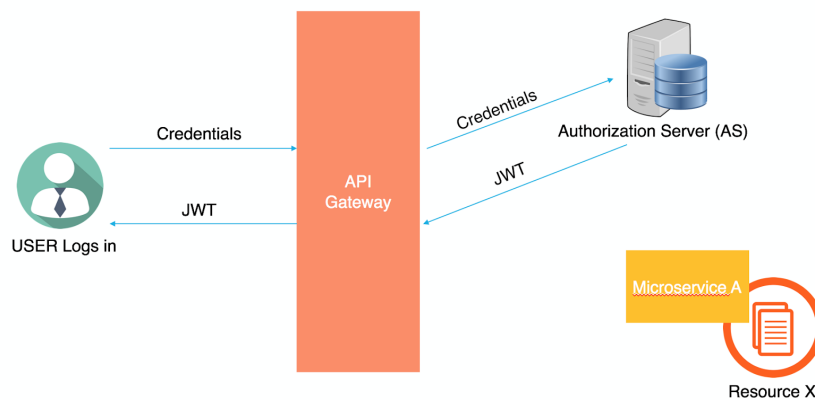 Credentials
Credentials
Authorization Server (AS)
API
Gateway
JWT
JWT
USER Logs in
Microservice A
Resource X